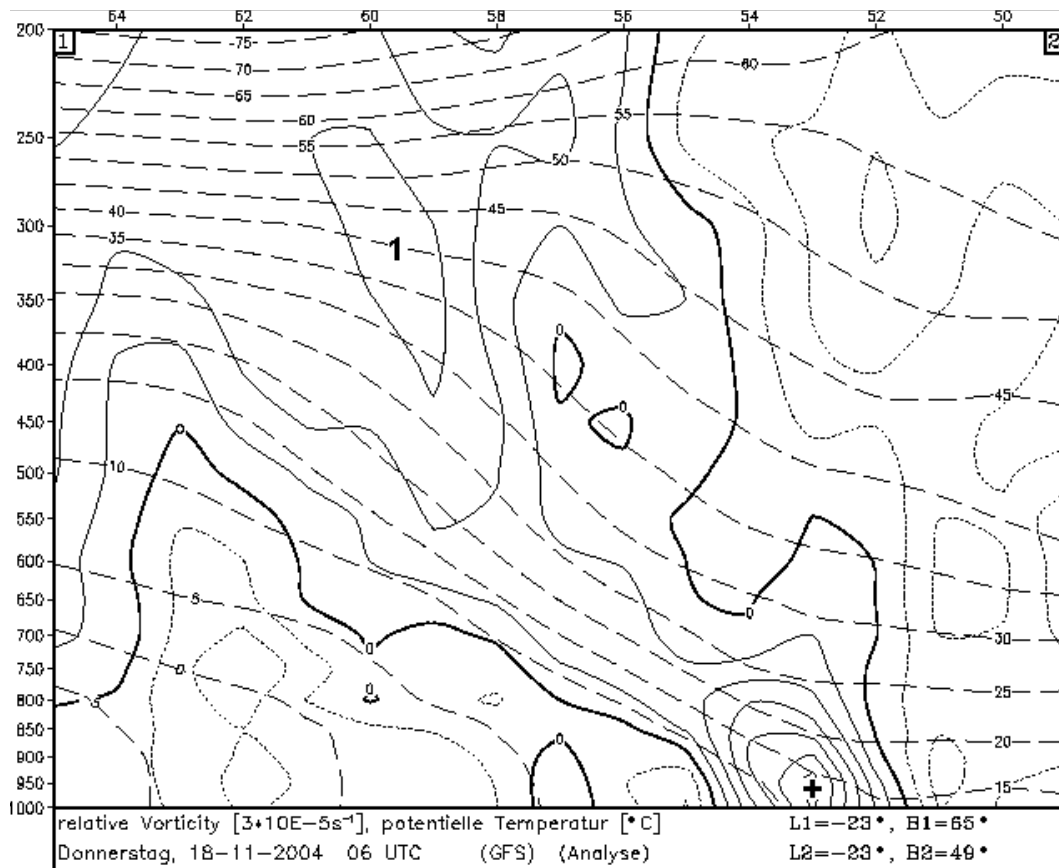 64 62 60 58 56 54 52 50
200 1 75 60 2
70
65
60 55
250 55
50
40 45 45
300 1
35
350
0
400
45
0
450 0
10
500
550
600
5
650 0
700 0 30
750 0
800 5 0 25
850
900 0 20
950 15
1000
relative Vorticity [3*10E-5s⁻¹], potentielle Temperatur [°C] L1=-23°, B1=65°
Donnerstag, 18-11-2004 06 UTC (GFS) (Analyse) L2=-23°, B2=49°